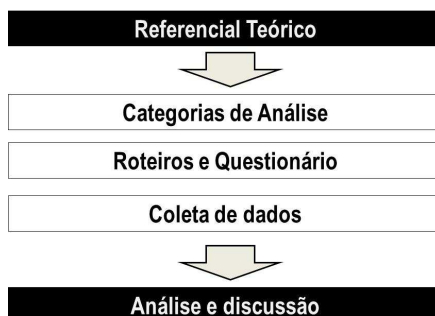 Referencial Teórico
Categorias de Análise
Roteiros e Questionário
Coleta de dados
Análise e discussão